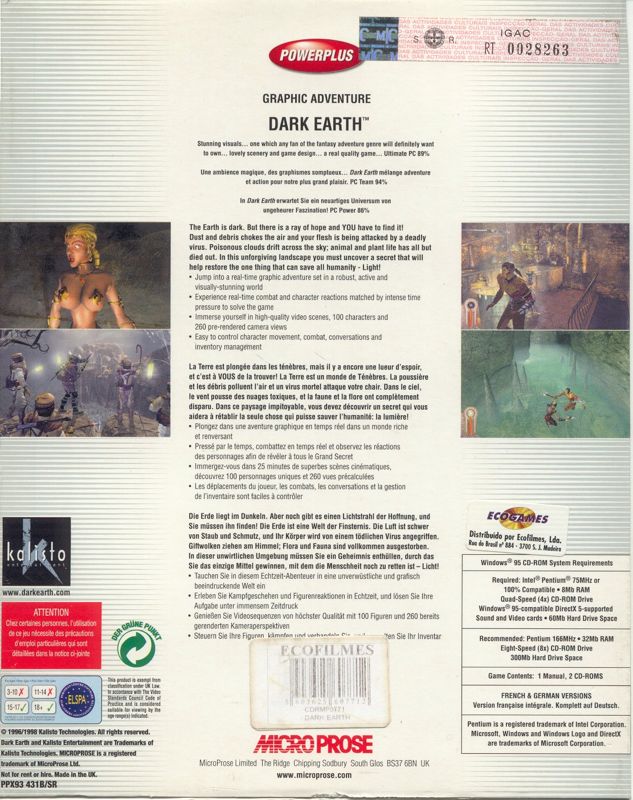 POWERPLUS
S. R.
IGAC
RT 0028263
GRAPHIC ADVENTURE
DARK EARTH™
Stunning visuals... one which any fan of the fantasy adventure genre will definitely want
to own... lovely scenery and game design... a real quality game... Ultimate PC 89%
Une ambience magique, des graphismes somptueux... Dark Earth mélange adventure
et action pour notre plus grand plaisir. PC Team 94%
In Dark Earth erwartet Sie ein neuartiges Universum von
ungeheurer Faszination! PC Power 86%
The Earth is dark. But there is a ray of hope and YOU have to find it!
Dust and debris chokes the air and your flesh is being attacked by a deadly
virus. Poisonous clouds drift across the sky; animal and plant life has all but
died out. In this unforgiving landscape you must uncover a secret that will
help restore the one thing that can save all humanity - Light!
• Jump into a real-time graphic adventure set in a robust, active and
visually-stunning world
• Experience real-time combat and character reactions matched by intense time
pressure to solve the game
• Immerse yourself in high-quality video scenes, 100 characters and
260 pre-rendered camera views
• Easy to control character movement, combat, conversations and
inventory management
La Terre est plongée dans les ténèbres, mais il y a encore une lueur d'espoir,
et c'est à VOUS de la trouver! La Terre est un monde de Ténèbres. La poussière
et les débris polluent l'air et un virus mortel attaque votre chair. Dans le ciel,
le vent pousse des nuages toxiques, et la faune et la flore ont complètement
disparu. Dans ce paysage impitoyable, vous devez découvrir un secret qui vous
aidera à rétablir la seule chose qui puisse sauver l'humanité: la lumière!
• Plongez dans une aventure graphique en temps réel dans un monde riche
et renversant
• Pressé par le temps, combattez en temps réel et observez les réactions
des personnages afin de révéler à tous le Grand Secret
• Immergez-vous dans 25 minutes de superbes scènes cinématiques,
découvrez 100 personnages uniques et 260 vues précalculées
• Les déplacements du joueur, les combats, les conversations et la gestion
de l'inventaire sont faciles à contrôler
Die Erde liegt im Dunkeln. Aber noch gibt es einen Lichtstrahl der Hoffnung, und
Sie müssen ihn finden! Die Erde ist eine Welt der Finsternis. Die Luft ist schwer
von Staub und Schmutz, und Ihr Körper wird von einem tödlichen Virus angegriffen.
Giftwolken ziehen am Himmel; Flora und Fauna sind vollkommen ausgestorben.
In dieser unwirtlichen Umgebung müssen Sie ein Geheimnis enthüllen, durch das
Sie das einzige Mittel gewinnen, mit dem die Menschheit noch zu retten ist – Licht!
• Tauchen Sie in diesem Echtzeit-Abenteuer in eine unverwüstliche und grafisch
beeindruckende Welt ein
• Erleben Sie Kampfgeschehen und Figurenreaktionen in Echtzeit, und lösen Sie Ihre
Aufgabe unter immensem Zeitdruck
• Genießen Sie Videosequenzen von höchster Qualität mit 100 Figuren und 260 bereits
gerenderten Kameraperspektiven
• Steuern Sie Ihre Figuren, kämpfen und verhandeln Sie, und Sie Ihr Inventar
kalisto
entertainment
www.darkearth.com
ATTENTION
Chez certaines personnes, l'utilisation
de ce jeu nécessite des précautions
d'emploi particulières qui sont
détaillées dans la notice ci-jointe
DER GRÜNE PUNKT
3-10 ✗ 11-14 ✗
15-17 ✓ 18+ ✓
ELSPA
This product is exempt from
classification under UK Law.
In accordance with The Video
Standards Council Code of
Practice and is considered
suitable for viewing by the
age range(s) indicated.
© 1996/1998 Kalisto Technologies. All rights reserved.
Dark Earth and Kalisto Entertainment are Trademarks of
Kalisto Technologies. MICROPROSE is a registered
trademark of MicroProse Ltd.
Not for rent or hire. Made in the UK.
PPX93 431B/SR
ECOFILMES
CDRMP0371
DARK EARTH
MICROPROSE
MicroProse Limited The Ridge Chipping Sodbury South Glos BS37 6BN UK
www.microprose.com
ECOGAMES
Distribuido por Ecofilmes, Lda.
Rua do Brasil nº 884 - 3700 S. J. Madeira
Windows® 95 CD-ROM System Requirements
Required: Intel® Pentium® 75MHz or
100% Compatible • 8Mb RAM
Quad-Speed (4x) CD-ROM Drive
Windows® 95-compatible DirectX 5-supported
Sound and Video cards • 60Mb Hard Drive Space
Recommended: Pentium 166MHz • 32Mb RAM
Eight-Speed (8x) CD-ROM Drive
300Mb Hard Drive Space
Game Contents: 1 Manual, 2 CD-ROMS
FRENCH & GERMAN VERSIONS
Version française intégrale. Komplett auf Deutsch.
Pentium is a registered trademark of Intel Corporation.
Microsoft, Windows and Windows Logo and DirectX
are trademarks of Microsoft Corporation.